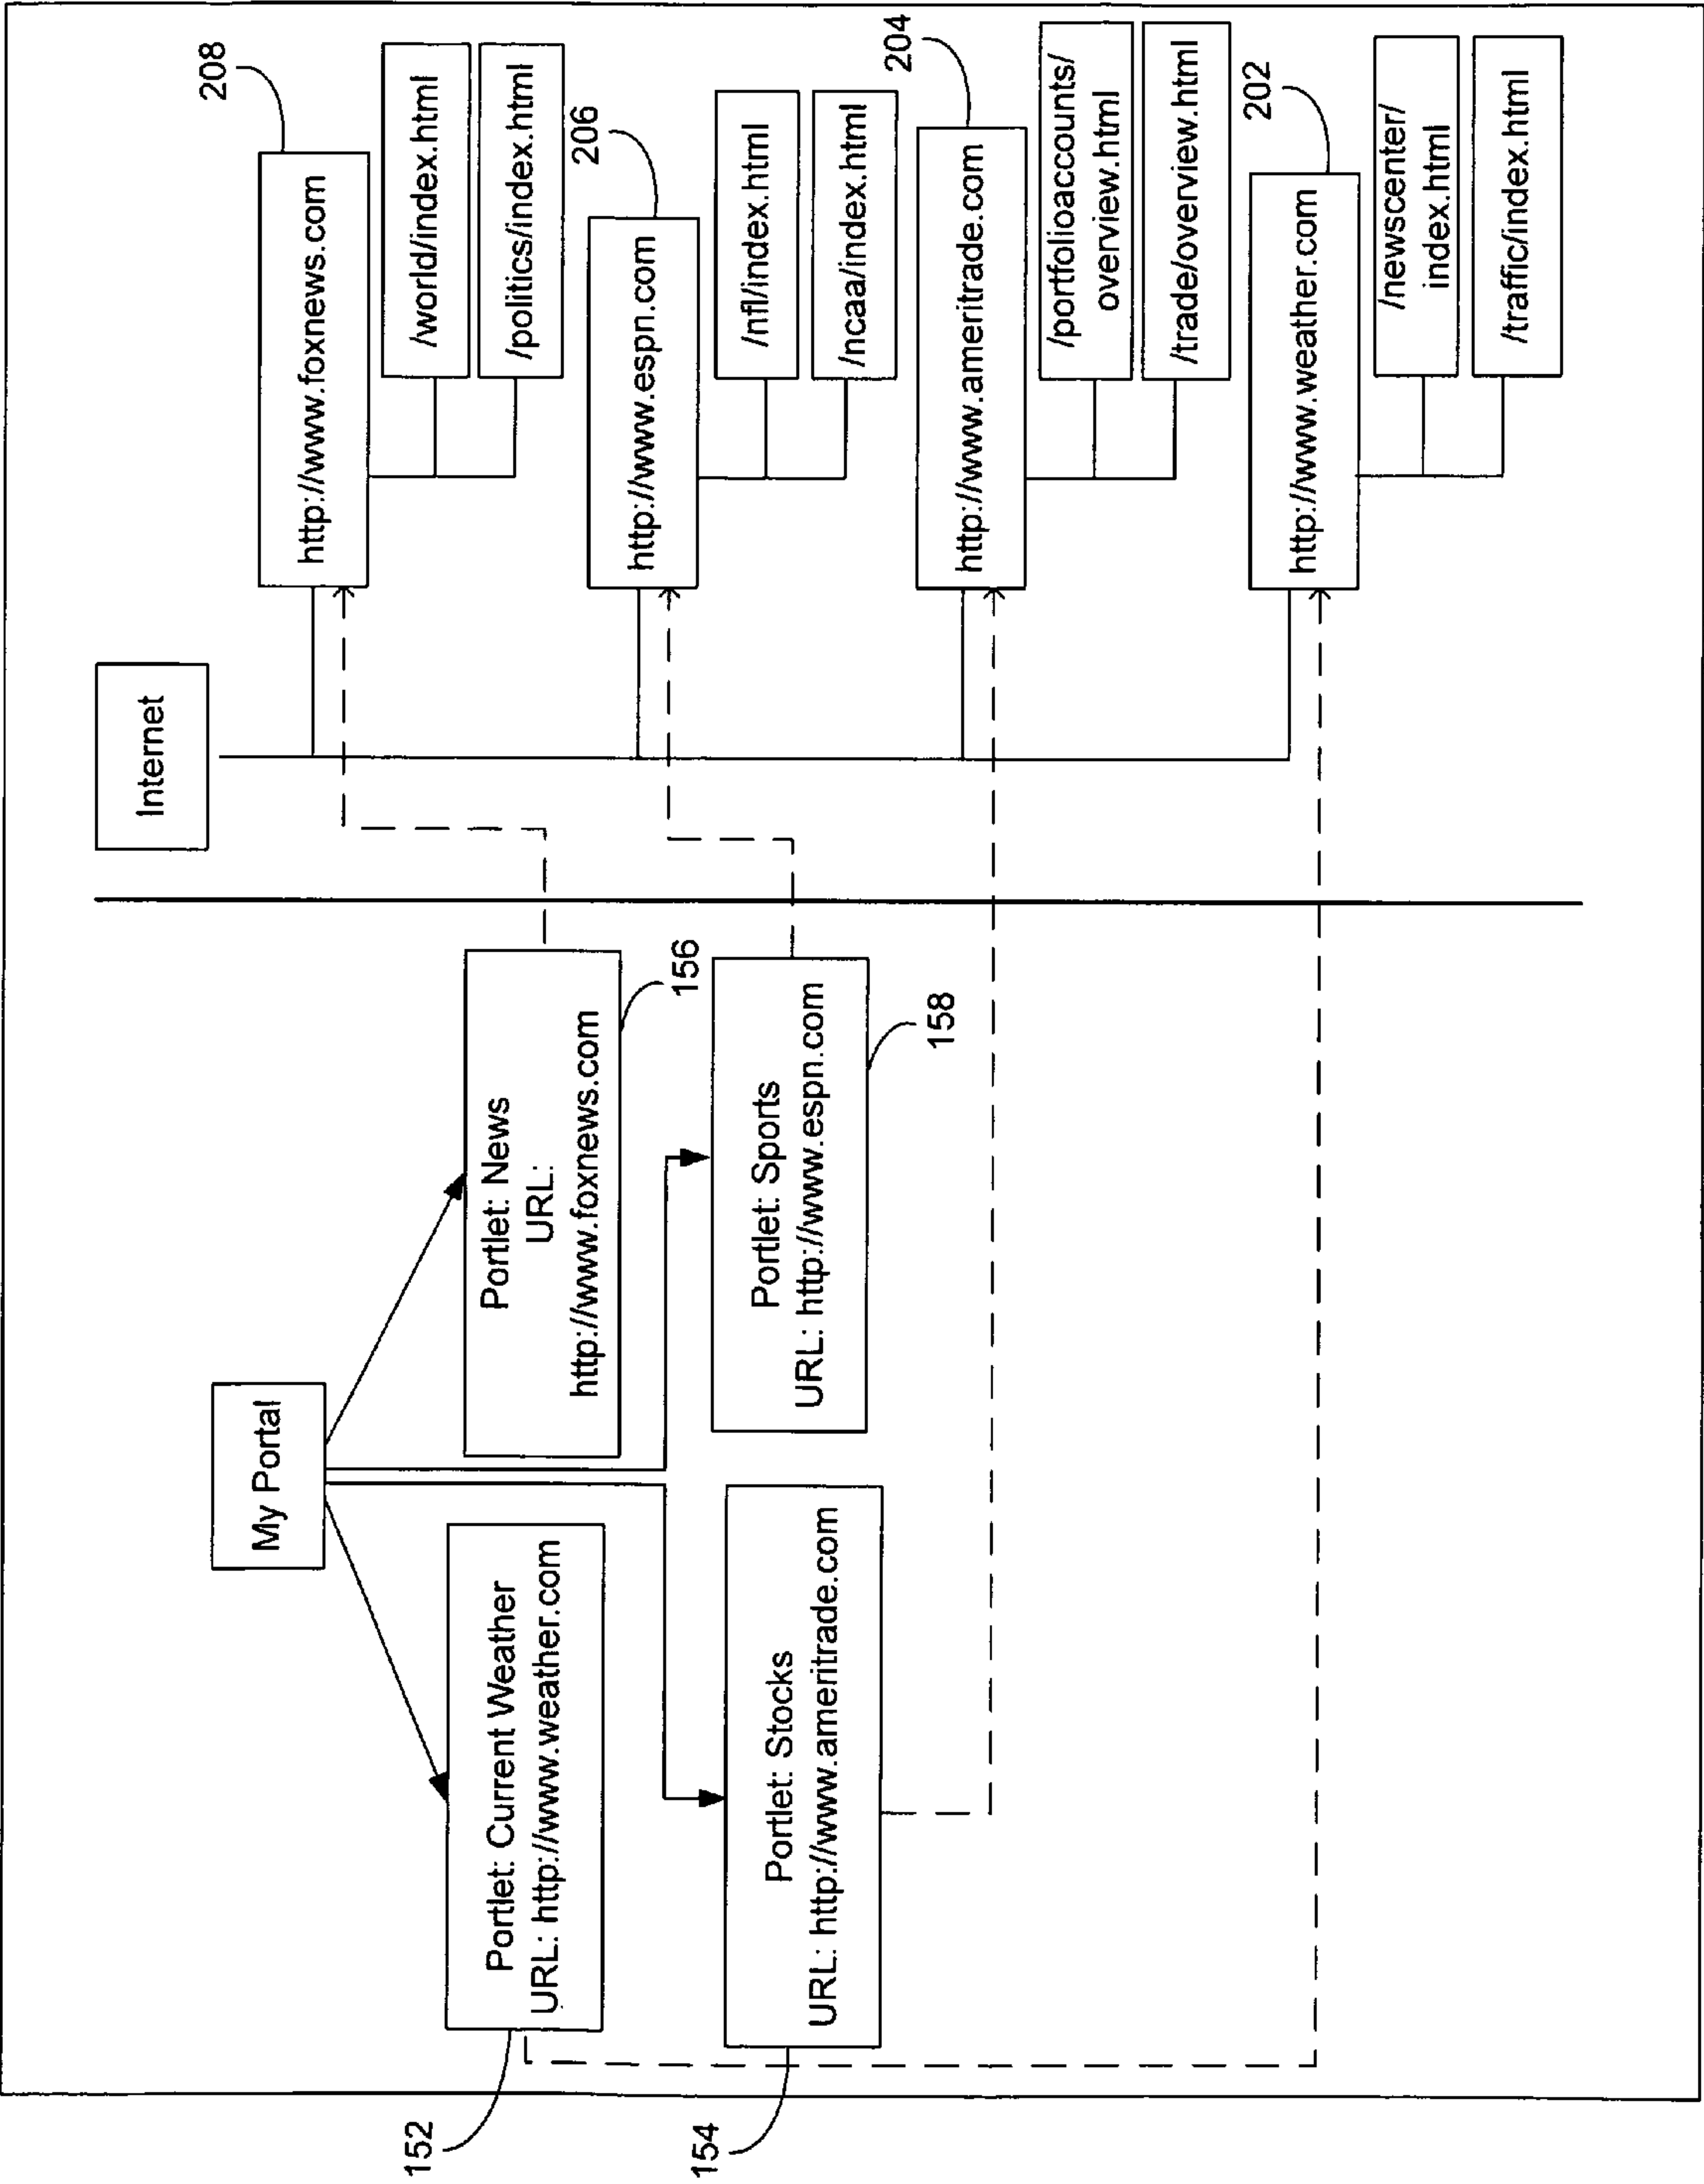 My Portal
152
Portlet: Current Weather
URL: http://www.weather.com
Portlet: News
URL:
http://www.foxnews.com
156
154
Portlet: Stocks
URL: http://www.ameritrade.com
Portlet: Sports
URL: http://www.espn.com
158
Internet
208
http://www.foxnews.com
/world/index.html
/politics/index.html
206
http://www.espn.com
/nfl/index.html
/ncaa/index.html
204
http://www.ameritrade.com
/portfolioaccounts/
overview.html
/trade/overview.html
202
http://www.weather.com
/newscenter/
index.html
/traffic/index.html